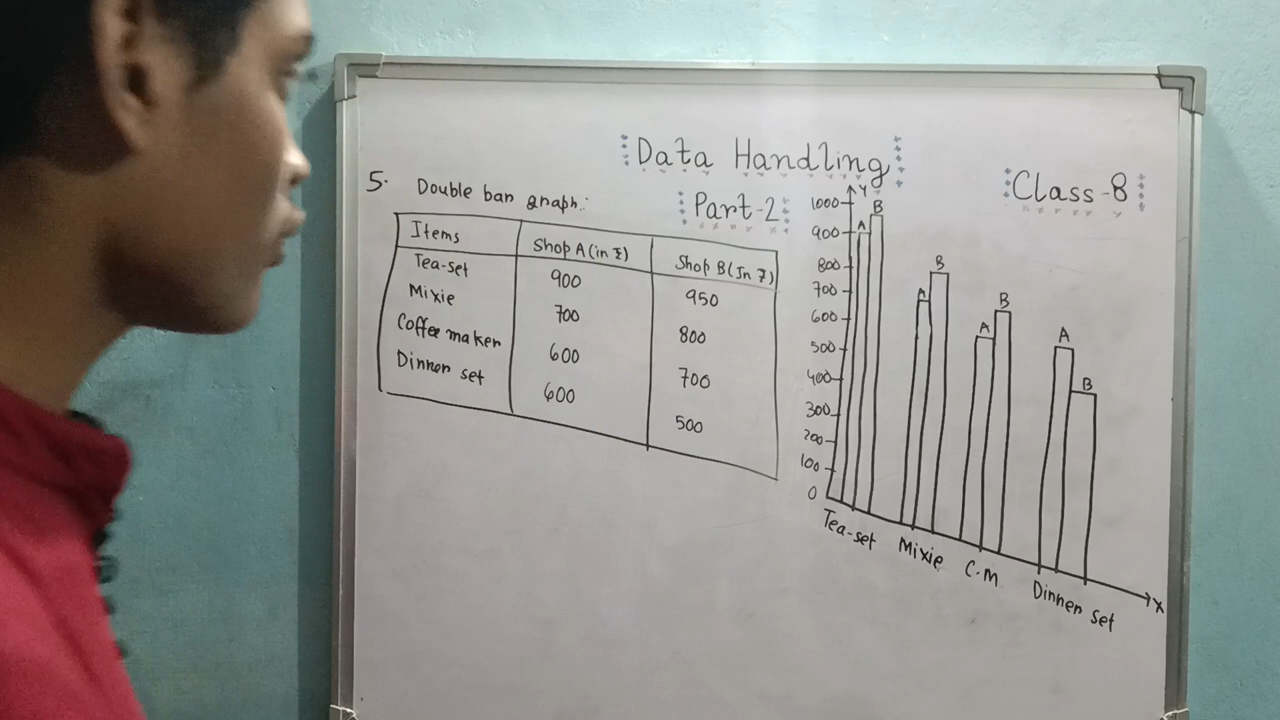 Data Handling
Part-2
Class-8
5. Double bar graph:
Items Shop A (in ₹) Shop B (In ₹)
Tea-set 900 950
Mixie 700 800
Coffee maker 600 700
Dinner set 600 500
Y
1000
900
800
700
600
500
400
300
200
100
0
A B
A B
A B
A B
Tea-set Mixie C.M Dinner set X